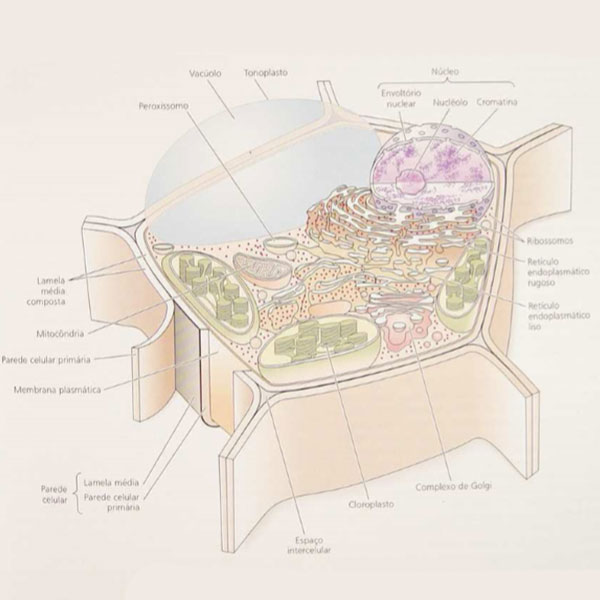 Vacúolo
Tonoplasto
Núcleo
Peroxissomo
Envoltório
nuclear
Nucléolo
Cromatina
Ribossomos
Retículo
endoplasmático
rugoso
Retículo
endoplasmático
liso
Lamela
média
composta
Mitocôndria
Parede celular primária
Membrana plasmática
Parede
celular
Lamela média
Parede celular
primária
Complexo de Golgi
Cloroplasto
Espaço
intercelular